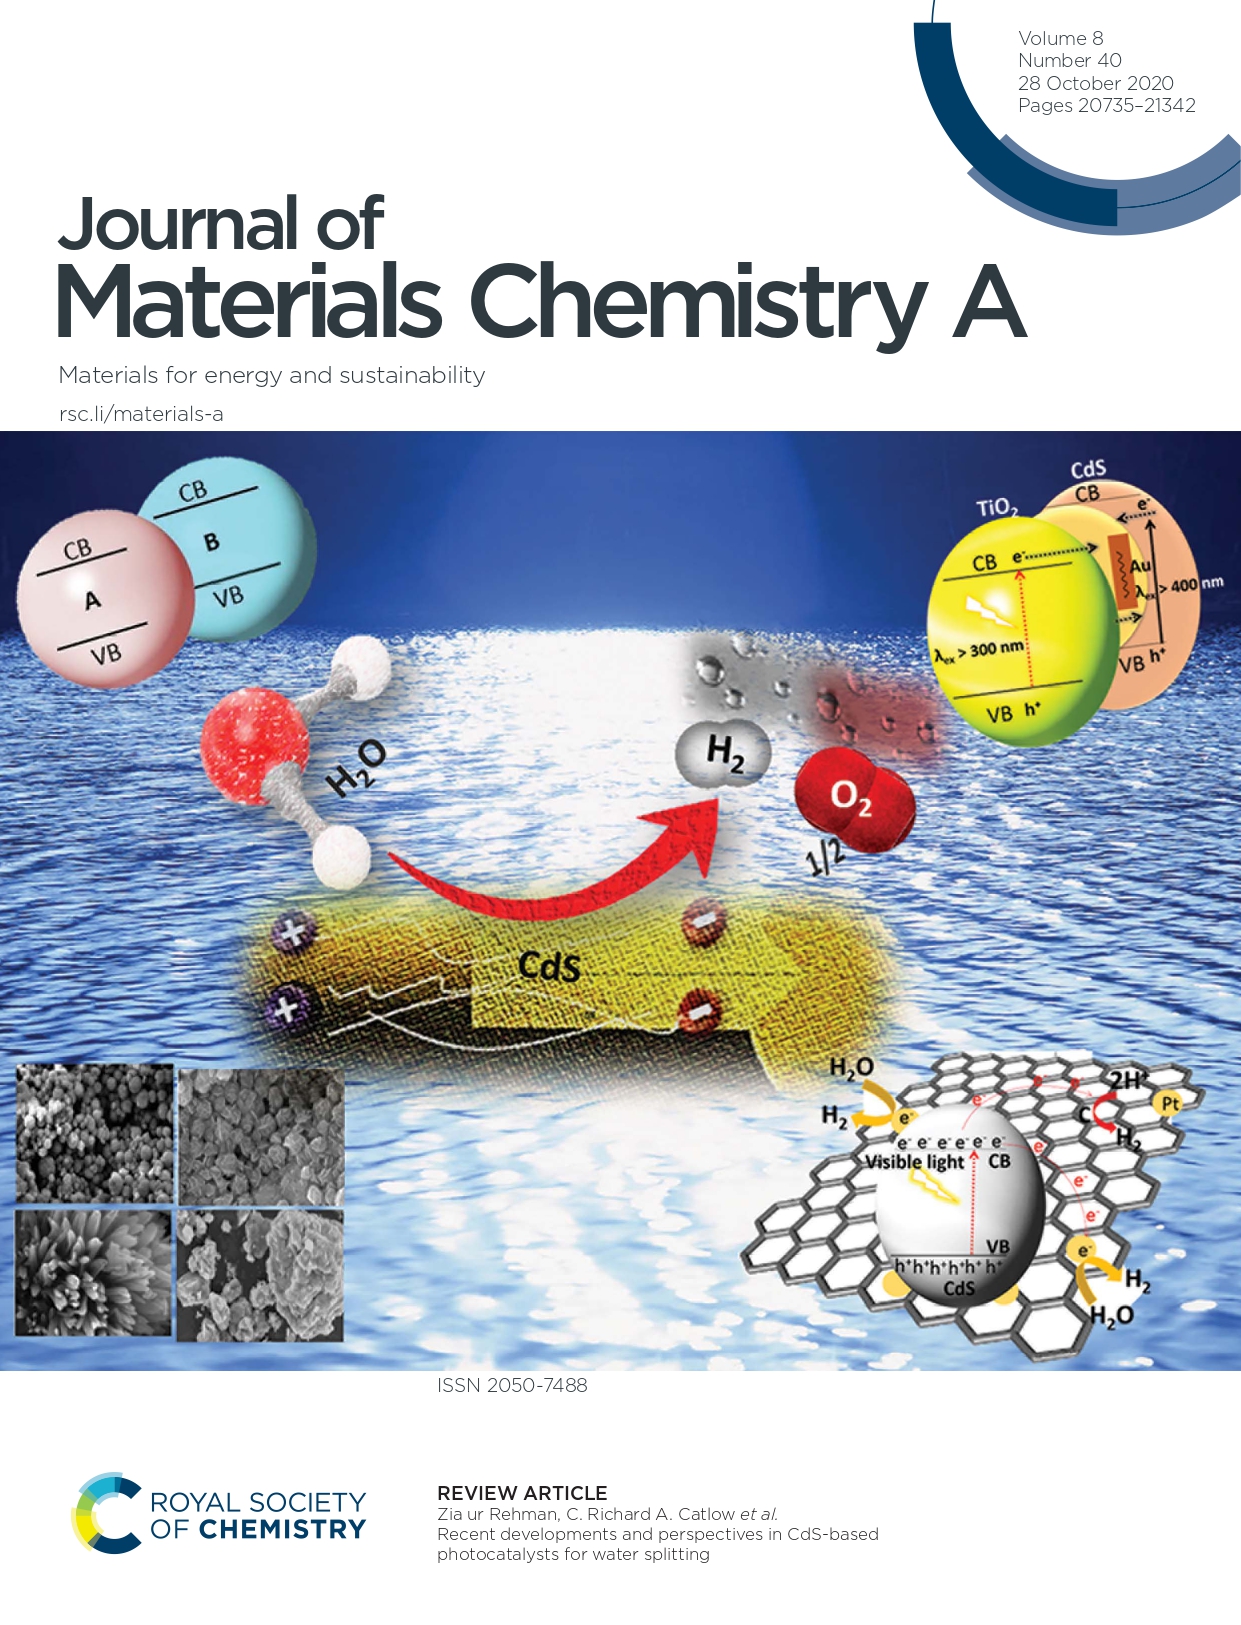 Volume 8
Number 40
28 October 2020
Pages 20735–21342
Journal of
Materials Chemistry A
Materials for energy and sustainability
rsc.li/materials-a
CB
B
VB
CB
A
VB
CdS
CB
e⁻
TiO₂
CB e⁻
Au
λex > 400 nm
λex > 300 nm
VB h⁺
VB h⁺
H₂O
H₂
O₂
1/2
+
-
CdS
+
-
H₂O
H₂
e⁻
e⁻ e⁻ e⁻ e⁻ e⁻ e⁻
Visible light CB
VB
h⁺h⁺h⁺h⁺h⁺ h⁺
CdS
e⁻
e⁻
e⁻
2H⁺
C
H₂
Pt
e⁻
e⁻
e⁻
e⁻
H₂
H₂O
ISSN 2050-7488
ROYAL SOCIETY
OF CHEMISTRY
REVIEW ARTICLE
Zia ur Rehman, C. Richard A. Catlow et al.
Recent developments and perspectives in CdS-based
photocatalysts for water splitting